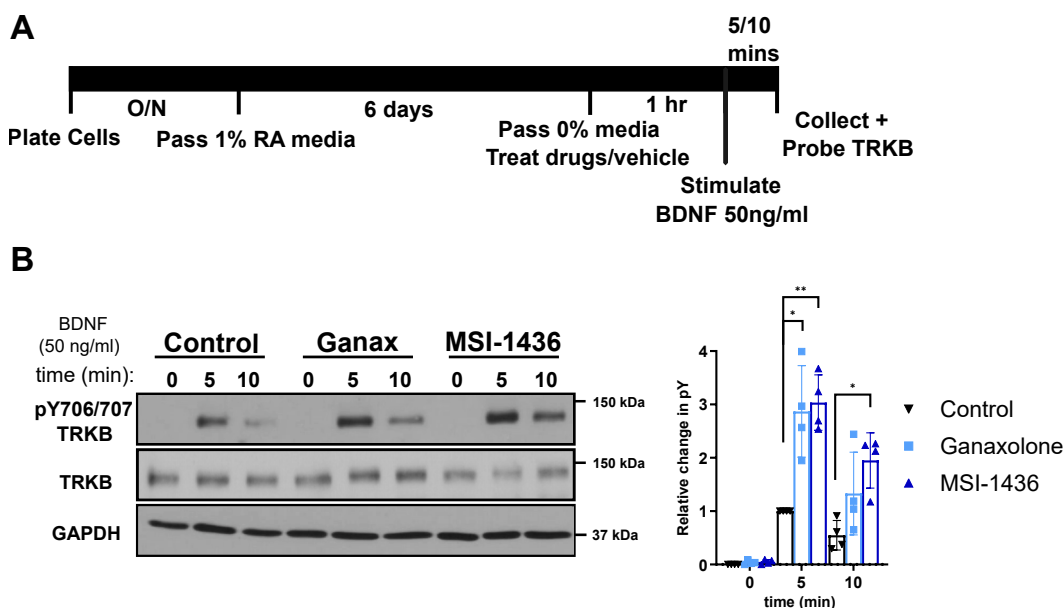 A
5/10
mins
O/N
6 days
1 hr
Plate Cells
Pass 1% RA media
Pass 0% media
Treat drugs/vehicle
Collect +
Probe TRKB
Stimulate
BDNF 50ng/ml
B
BDNF
(50 ng/ml)
Control Ganax MSI-1436
time (min): 0 5 10 0 5 10 0 5 10
pY706/707
TRKB
150 kDa
TRKB
150 kDa
GAPDH
37 kDa
**
*
*
Relative change in pY
4
3
2
1
0
0 5 10
time (min)
Control
Ganaxolone
MSI-1436